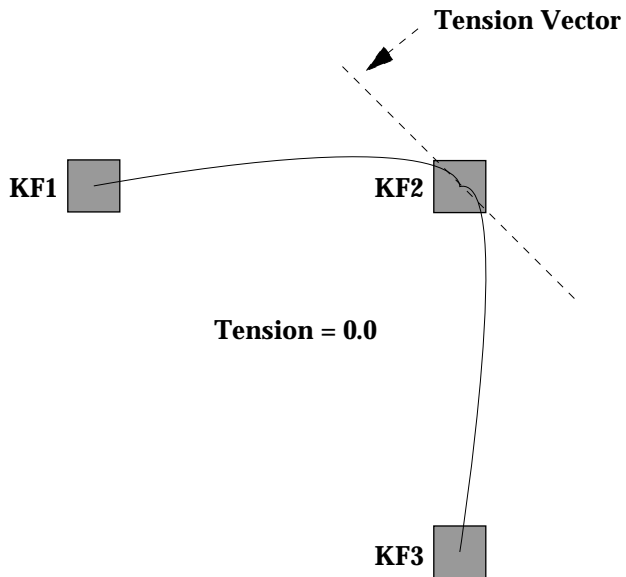 Tension Vector
KF1
KF2
Tension = 0.0
KF3